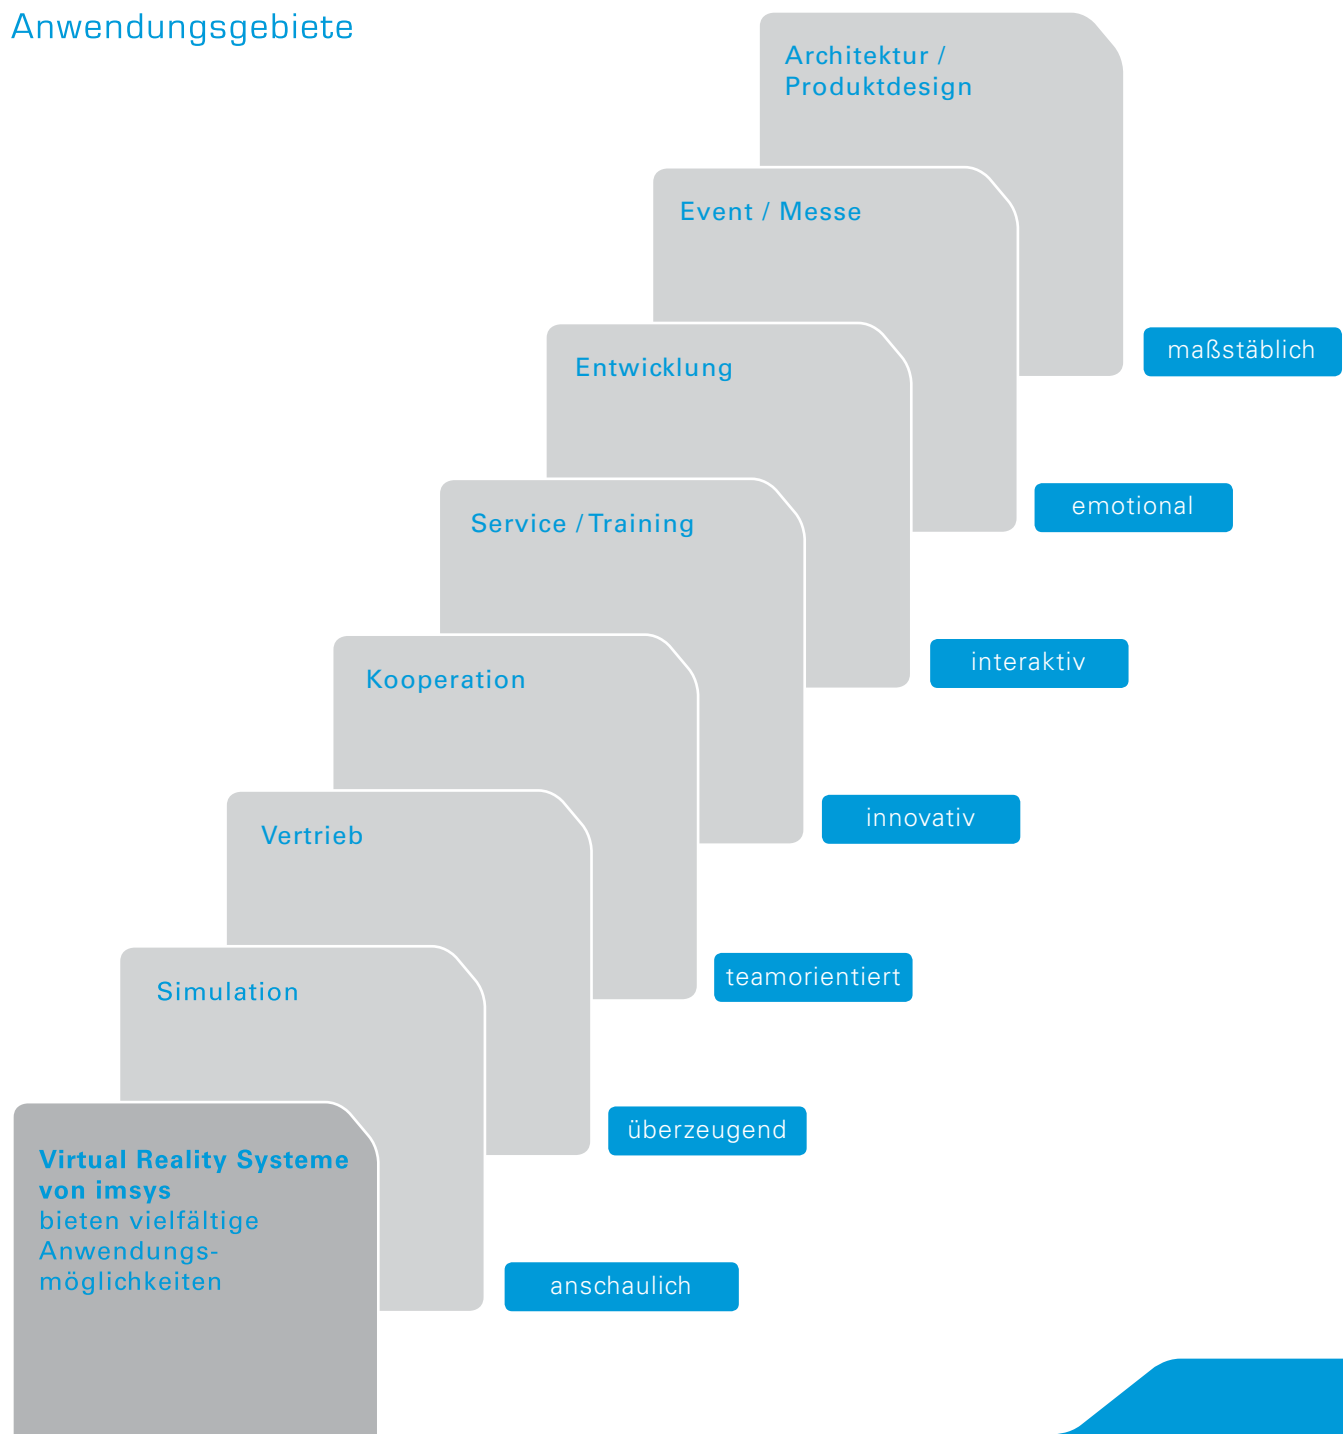 Anwendungsgebiete
Architektur /
Produktdesign
Event / Messe
maßstäblich
Entwicklung
emotional
Service / Training
interaktiv
Kooperation
innovativ
Vertrieb
teamorientiert
Simulation
überzeugend
Virtual Reality Systeme
von imsys
bieten vielfältige
Anwendungs-
möglichkeiten
anschaulich